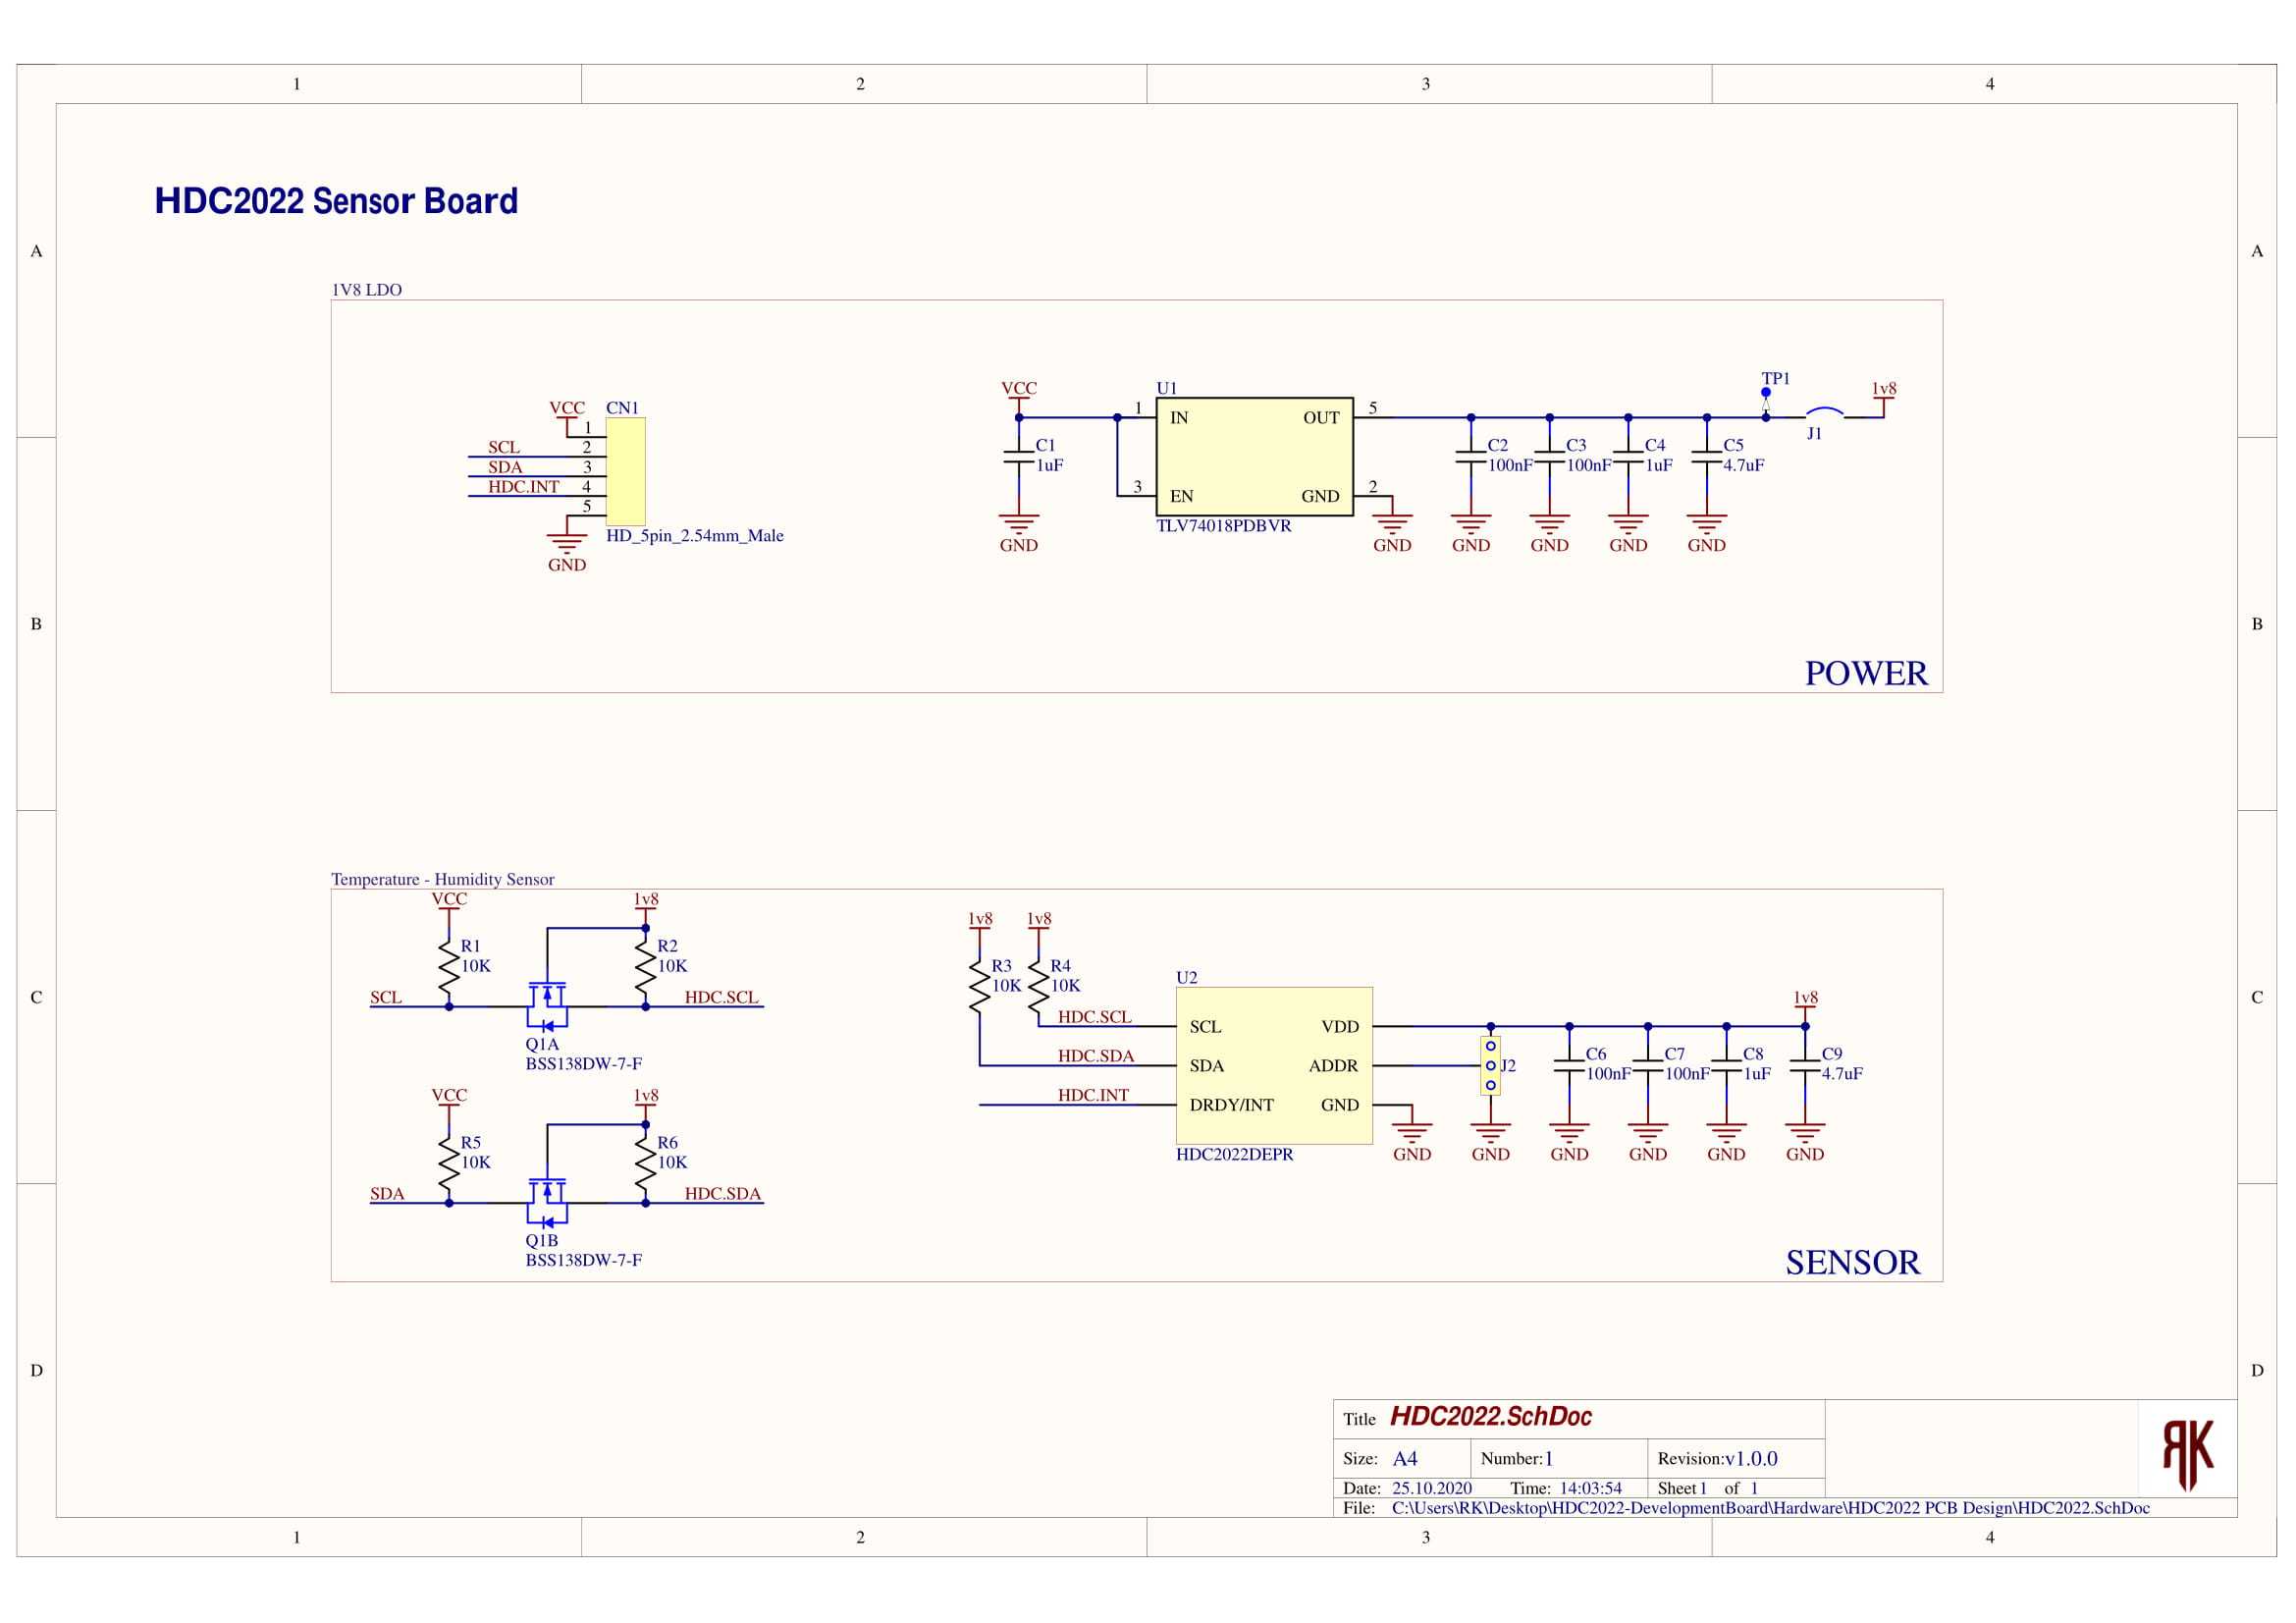 1 2 3 4
A A
HDC2022 Sensor Board
1V8 LDO
VCC CN1
1
SCL 2
SDA 3
HDC.INT 4
5
HD_5pin_2.54mm_Male
GND
VCC
C1
1uF
GND
U1
1 IN OUT 5
3 EN GND 2
TLV74018PDBVR
GND
C2
100nF
GND
C3
100nF
GND
C4
1uF
GND
C5
4.7uF
GND
TP1
J1
1v8
B B
POWER
Temperature - Humidity Sensor
VCC 1v8
R1
10K
R2
10K
SCL HDC.SCL
Q1A
BSS138DW-7-F
VCC 1v8
R5
10K
R6
10K
SDA HDC.SDA
Q1B
BSS138DW-7-F
1v8 1v8
R3
10K
R4
10K
U2
HDC.SCL SCL VDD
HDC.SDA SDA ADDR
HDC.INT DRDY/INT GND
HDC2022DEPR
GND
J2
GND
C6
100nF
GND
C7
100nF
GND
C8
1uF
GND
1v8
C9
4.7uF
GND
C C
SENSOR
D D
Title HDC2022.SchDoc
Size: A4 Number:1 Revision:v1.0.0
Date: 25.10.2020 Time: 14:03:54 Sheet 1 of 1
File: C:\Users\RK\Desktop\HDC2022-DevelopmentBoard\Hardware\HDC2022 PCB Design\HDC2022.SchDoc
RK
1 2 3 4